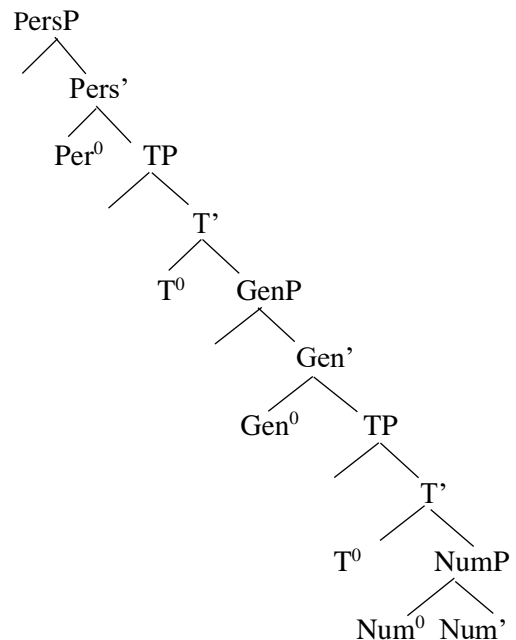 PersP
Pers’
Per⁰ TP
T’
T⁰ GenP
Gen’
Gen⁰ TP
T’
T⁰ NumP
Num⁰ Num’